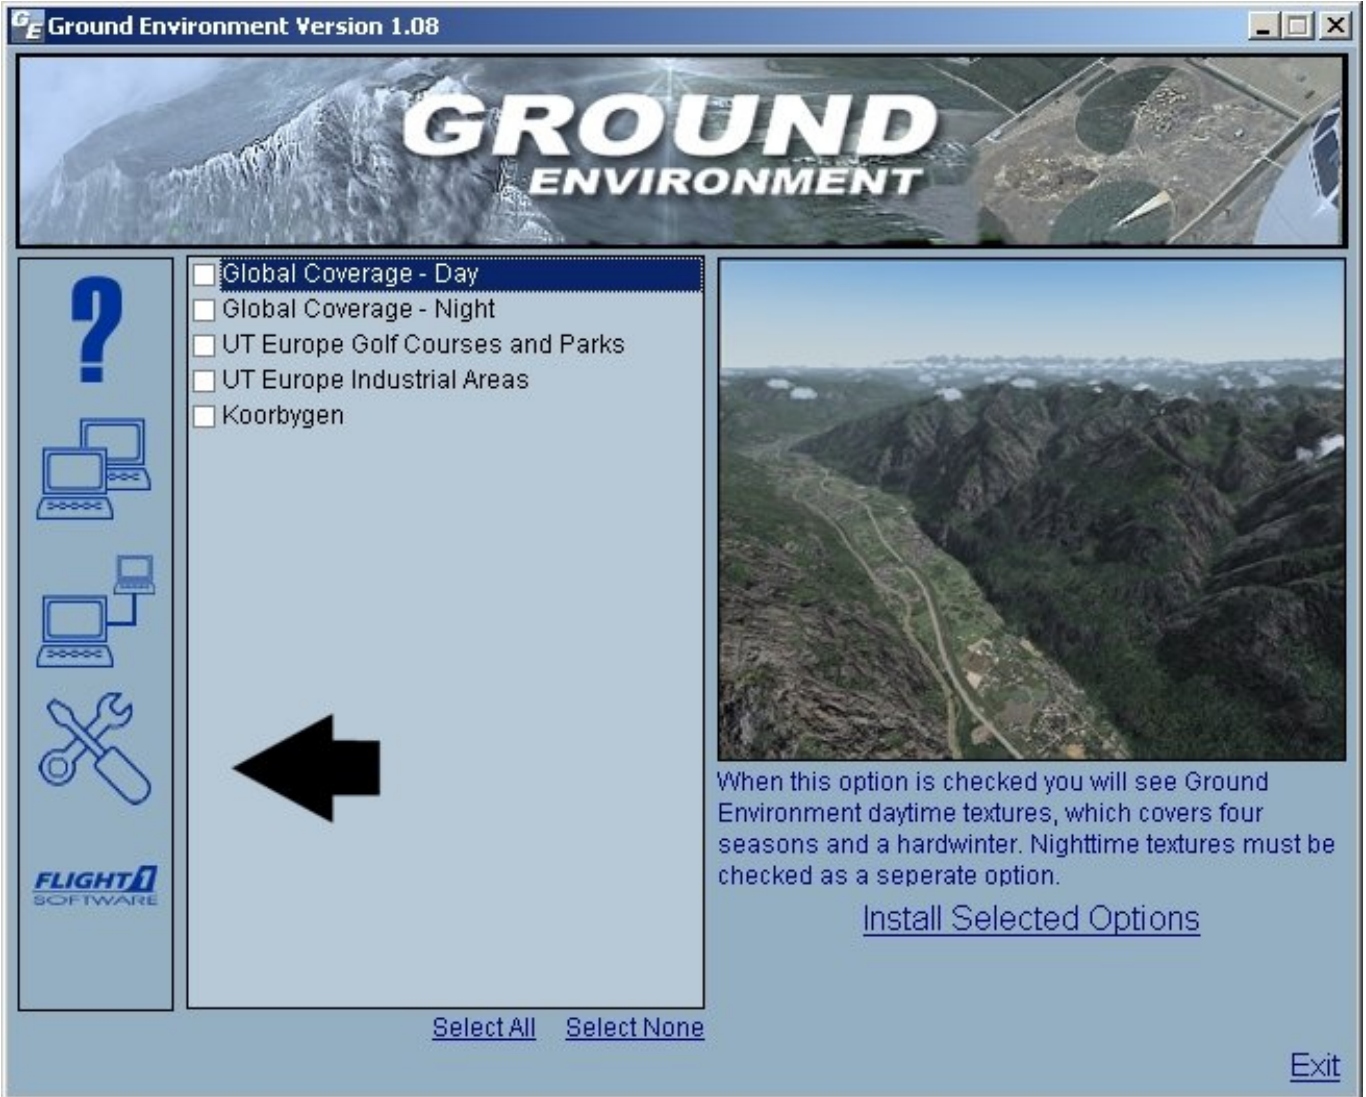 GE Ground Environment Version 1.08
GROUND
ENVIRONMENT
?
Global Coverage - Day
Global Coverage - Night
UT Europe Golf Courses and Parks
UT Europe Industrial Areas
Koorbygen
FLIGHT1
SOFTWARE
When this option is checked you will see Ground
Environment daytime textures, which covers four
seasons and a hardwinter. Nighttime textures must be
checked as a seperate option.
Install Selected Options
Select All Select None
Exit